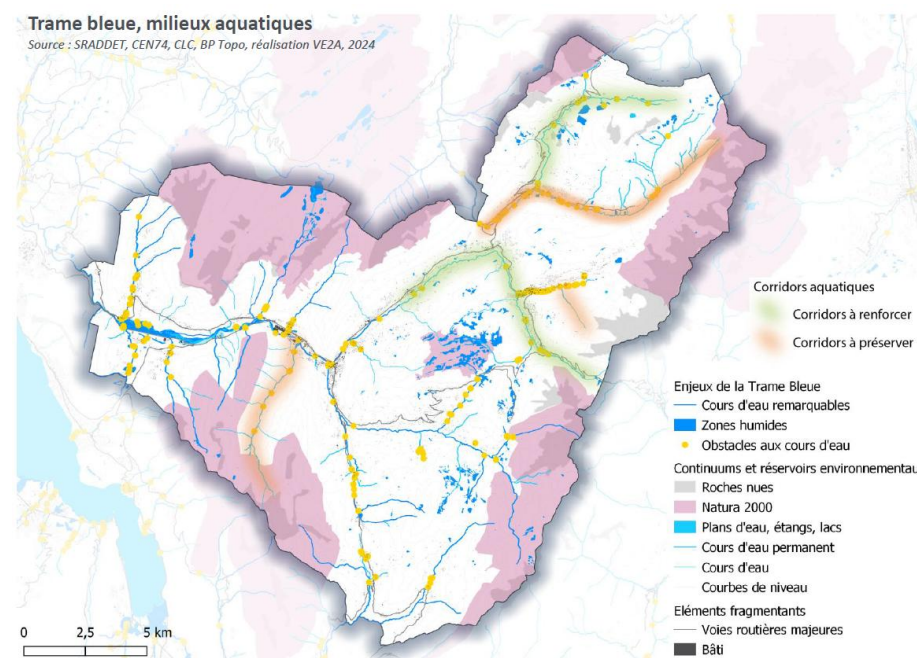 Trame bleue, milieux aquatiques
Source : SRADDET, CEN74, CLC, BP Topo, réalisation VE2A, 2024
Corridors aquatiques
Corridors à renforcer
Corridors à préserver
Enjeux de la Trame Bleue
Cours d'eau remarquables
Zones humides
Obstacles aux cours d'eau
Continuums et réservoirs environnementau
Roches nues
Natura 2000
Plans d'eau, étangs, lacs
Cours d'eau permanent
Cours d'eau
Courbes de niveau
Eléments fragmentants
Voies routières majeures
Bâti
0 2,5 5 km